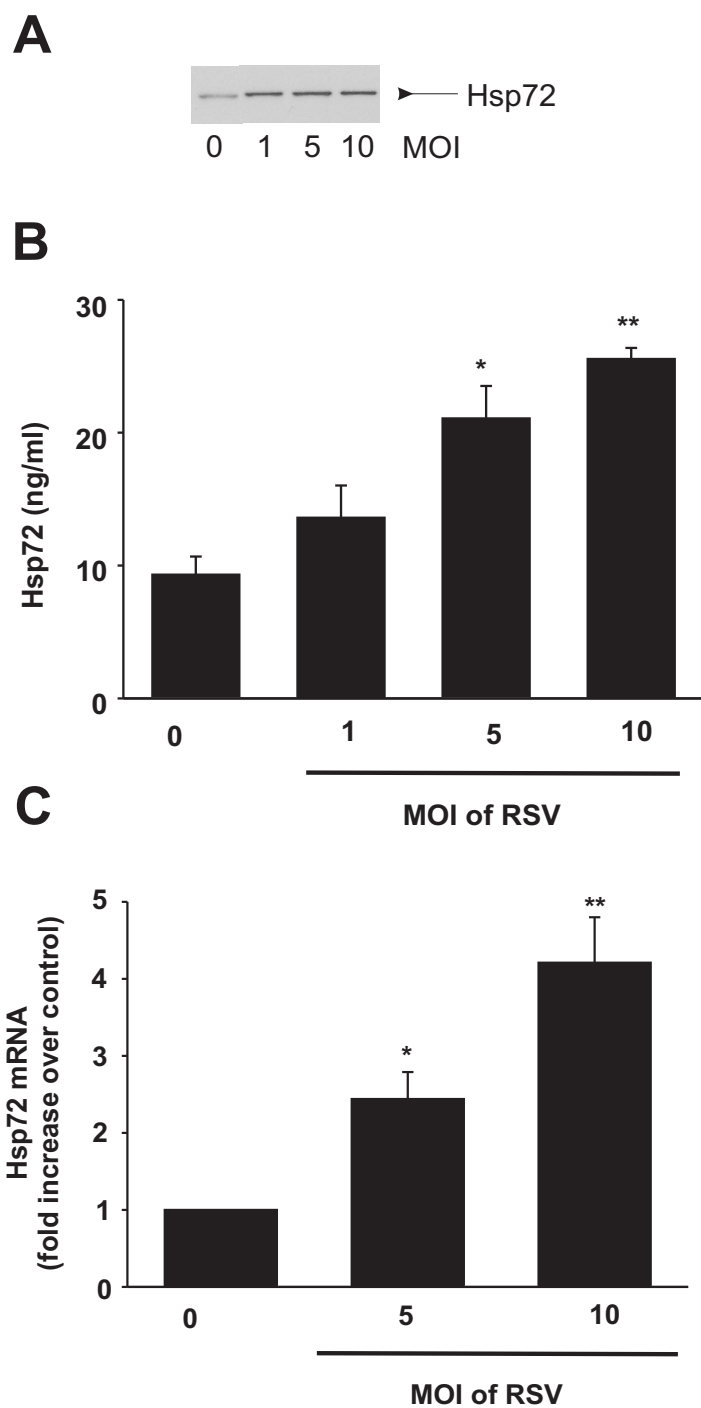 A
Hsp72
0 1 5 10 MOI
B
30
20
10
0
Hsp72 (ng/ml)
*
**
0 1 5 10
MOI of RSV
C
5
4
3
2
1
0
Hsp72 mRNA
(fold increase over control)
*
**
0 5 10
MOI of RSV